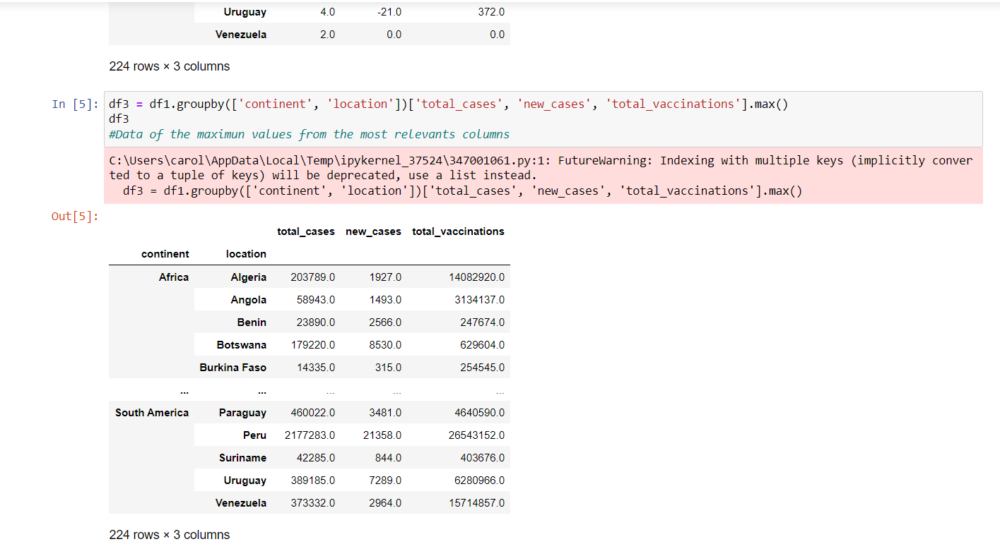 Uruguay 4.0 -21.0 372.0
Venezuela 2.0 0.0 0.0
224 rows × 3 columns
In [5]: df3 = df1.groupby(['continent', 'location'])['total_cases', 'new_cases', 'total_vaccinations'].max()
df3
#Data of the maximun values from the most relevants columns
C:\Users\carol\AppData\Local\Temp\ipykernel_37524\347001061.py:1: FutureWarning: Indexing with multiple keys (implicitly conver
ted to a tuple of keys) will be deprecated, use a list instead.
df3 = df1.groupby(['continent', 'location'])['total_cases', 'new_cases', 'total_vaccinations'].max()
Out[5]:
total_cases new_cases total_vaccinations
continent location
Africa Algeria 203789.0 1927.0 14082920.0
Angola 58943.0 1493.0 3134137.0
Benin 23890.0 2566.0 247674.0
Botswana 179220.0 8530.0 629604.0
Burkina Faso 14335.0 315.0 254545.0
... ... ... ... ...
South America Paraguay 460022.0 3481.0 4640590.0
Peru 2177283.0 21358.0 26543152.0
Suriname 42285.0 844.0 403676.0
Uruguay 389185.0 7289.0 6280966.0
Venezuela 373332.0 2964.0 15714857.0
224 rows × 3 columns